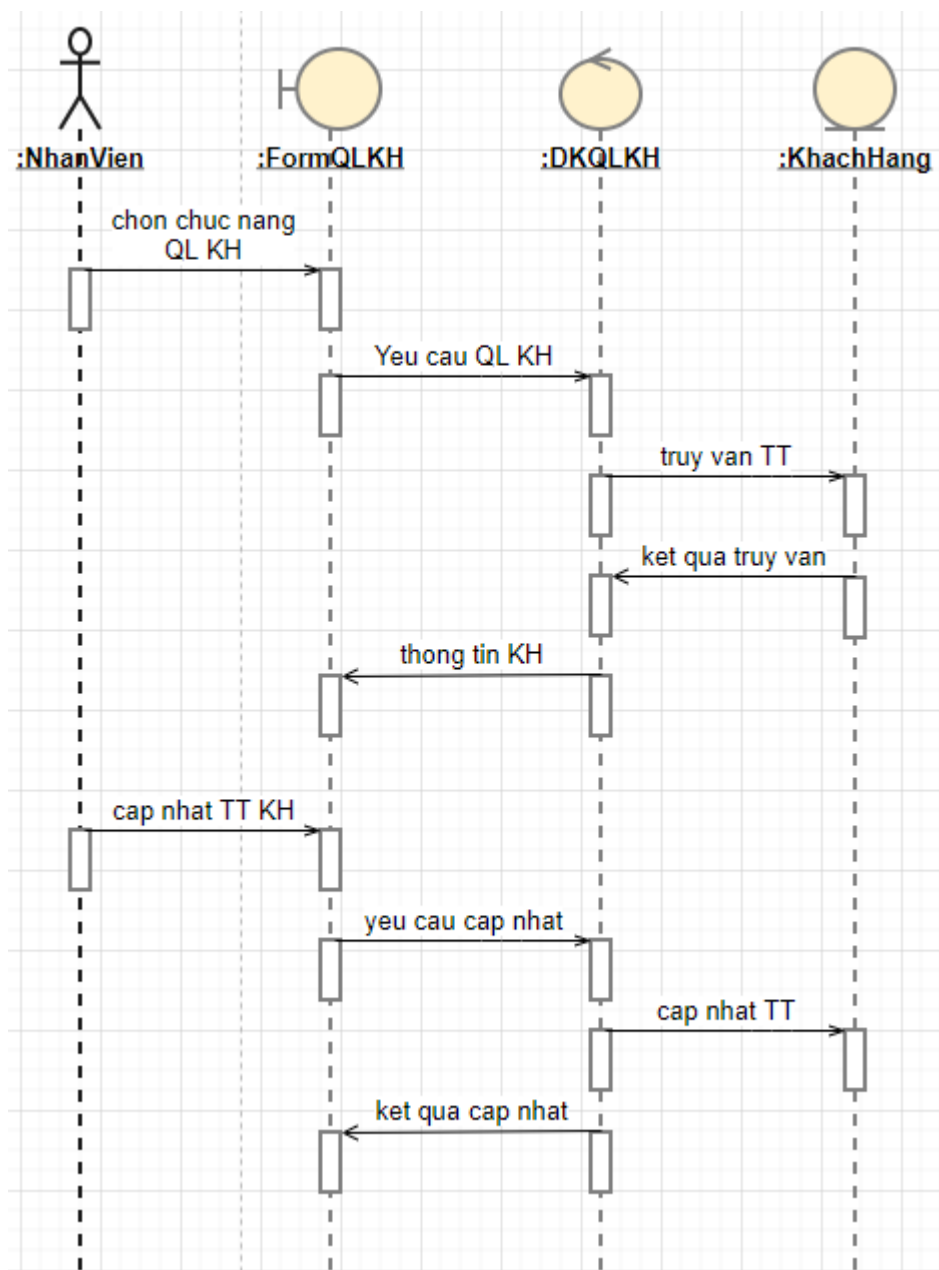 :NhanVien
:FormQLKH
:DKQLKH
:KhachHang
chon chuc nang
QL KH
Yeu cau QL KH
truy van TT
ket qua truy van
thong tin KH
cap nhat TT KH
yeu cau cap nhat
cap nhat TT
ket qua cap nhat